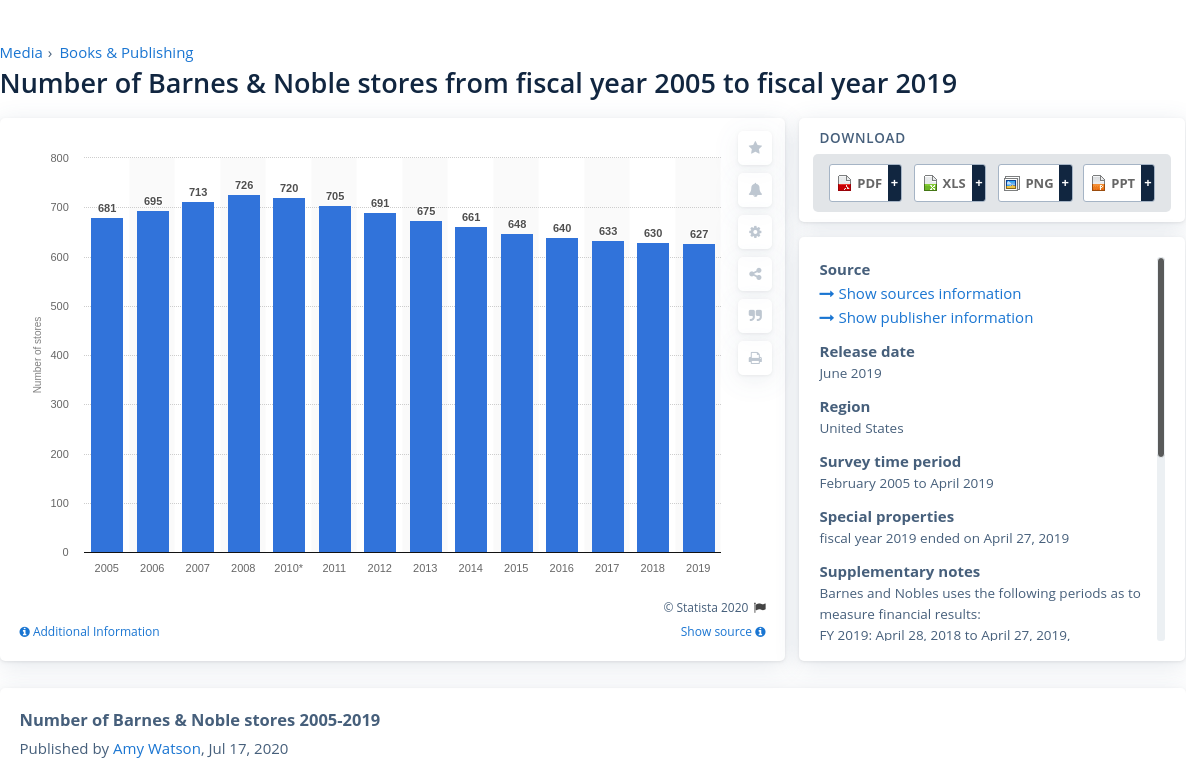 Media › Books & Publishing
Number of Barnes & Noble stores from fiscal year 2005 to fiscal year 2019
Number of stores
800
700
600
500
400
300
200
100
0
681
695
713
726
720
705
691
675
661
648
640
633
630
627
2005
2006
2007
2008
2010*
2011
2012
2013
2014
2015
2016
2017
2018
2019
© Statista 2020
Additional Information
Show source
DOWNLOAD
PDF +
XLS +
PNG +
PPT +
Source
Show sources information
Show publisher information
Release date
June 2019
Region
United States
Survey time period
February 2005 to April 2019
Special properties
fiscal year 2019 ended on April 27, 2019
Supplementary notes
Barnes and Nobles uses the following periods as to
measure financial results:
FY 2019: April 28, 2018 to April 27, 2019,
Number of Barnes & Noble stores 2005-2019
Published by Amy Watson, Jul 17, 2020